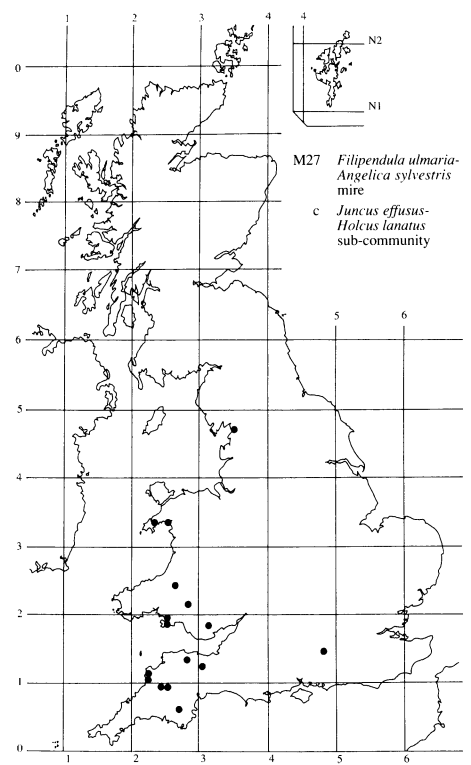 1 2 3 4
4
N2
N1
0
9
8
7
6
5
4
3
2
1
0
5 6
1 2 3 4 5 6
M27 Filipendula ulmaria-
Angelica sylvestris
mire
c Juncus effusus-
Holcus lanatus
sub-community